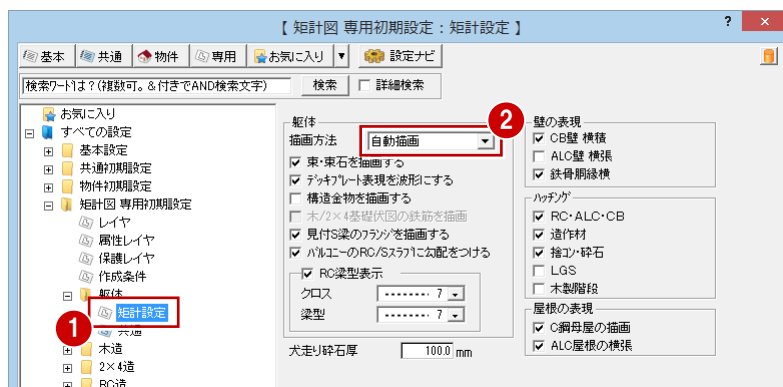 【 矩計図 専用初期設定：矩計設定 】
? ×
基本 共通 物件 専用 お気に入り ▼ 設定ナビ
検索ワードは？(複数可。＆付きでAND検索文字) 検索 詳細検索
お気に入り
すべての設定
基本設定
共通初期設定
物件初期設定
矩計図 専用初期設定
レイヤ
属性レイヤ
保護レイヤ
作成条件
躯体
矩計設定
1
共通
木造
2×4造
RC造
躯体
2
描画方法 自動描画
束・束石を描画する
デッキプレート表現を波形にする
構造金物を描画する
木/2×4基礎伏図の鉄筋を描画
見付S梁のフランジを描画する
バルコニーのRC/Sスラブに勾配をつける
RC梁型表示
クロス 7
梁型 7
犬走り砕石厚 100.0 mm
壁の表現
CB壁 横積
ALC壁 横張
鉄骨胴縁横
ハッチング
RC・ALC・CB
造作材
捨コン・砕石
LGS
木製階段
屋根の表現
C鋼母屋の描画
ALC屋根の横張